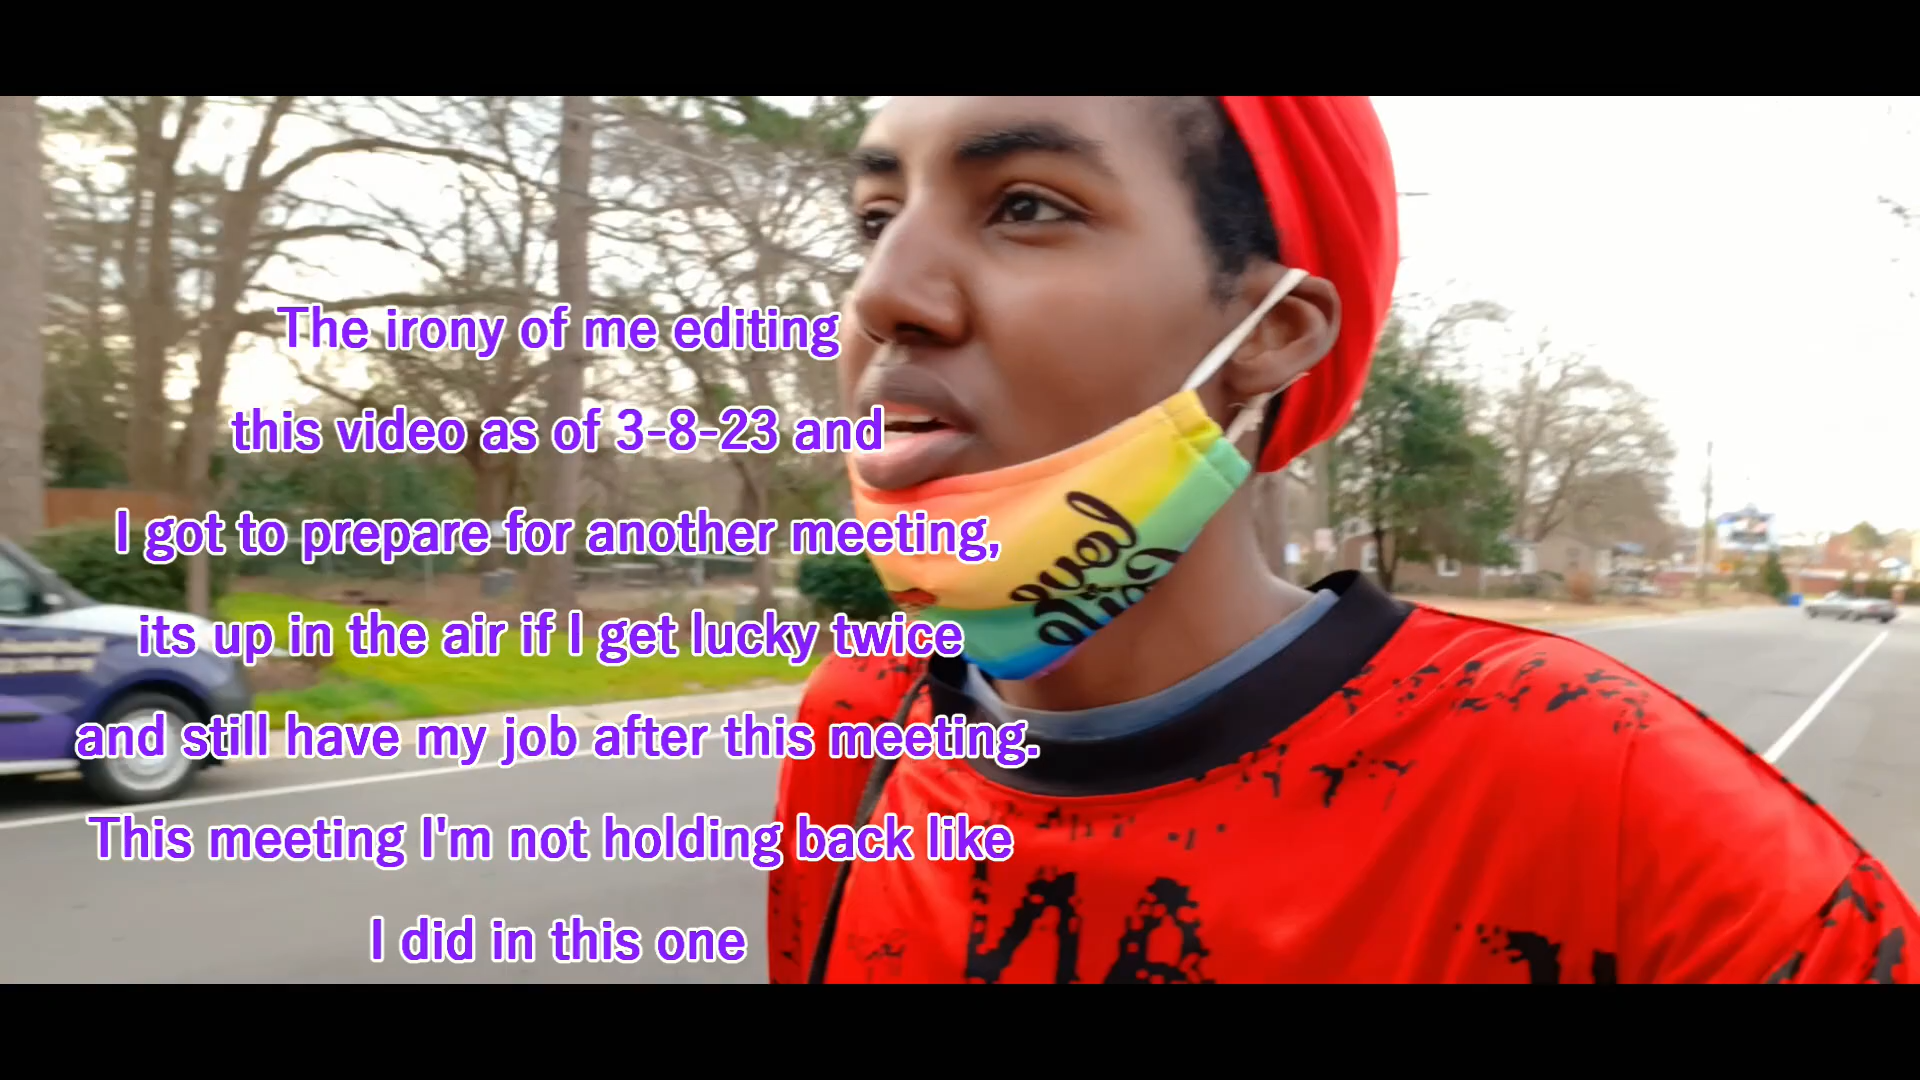 The irony of me editing
this video as of 3-8-23 and
I got to prepare for another meeting,
its up in the air if I get lucky twice
and still have my job after this meeting.
This meeting I'm not holding back like
I did in this one